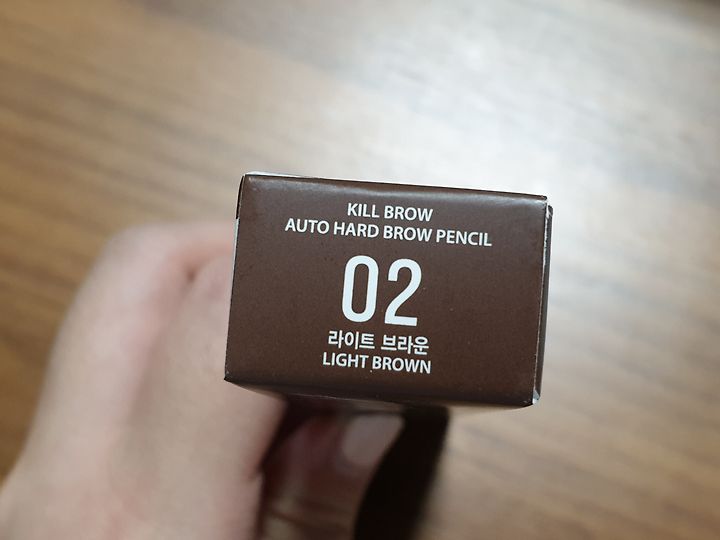 KILL BROW
AUTO HARD BROW PENCIL
02
라이트 브라운
LIGHT BROWN